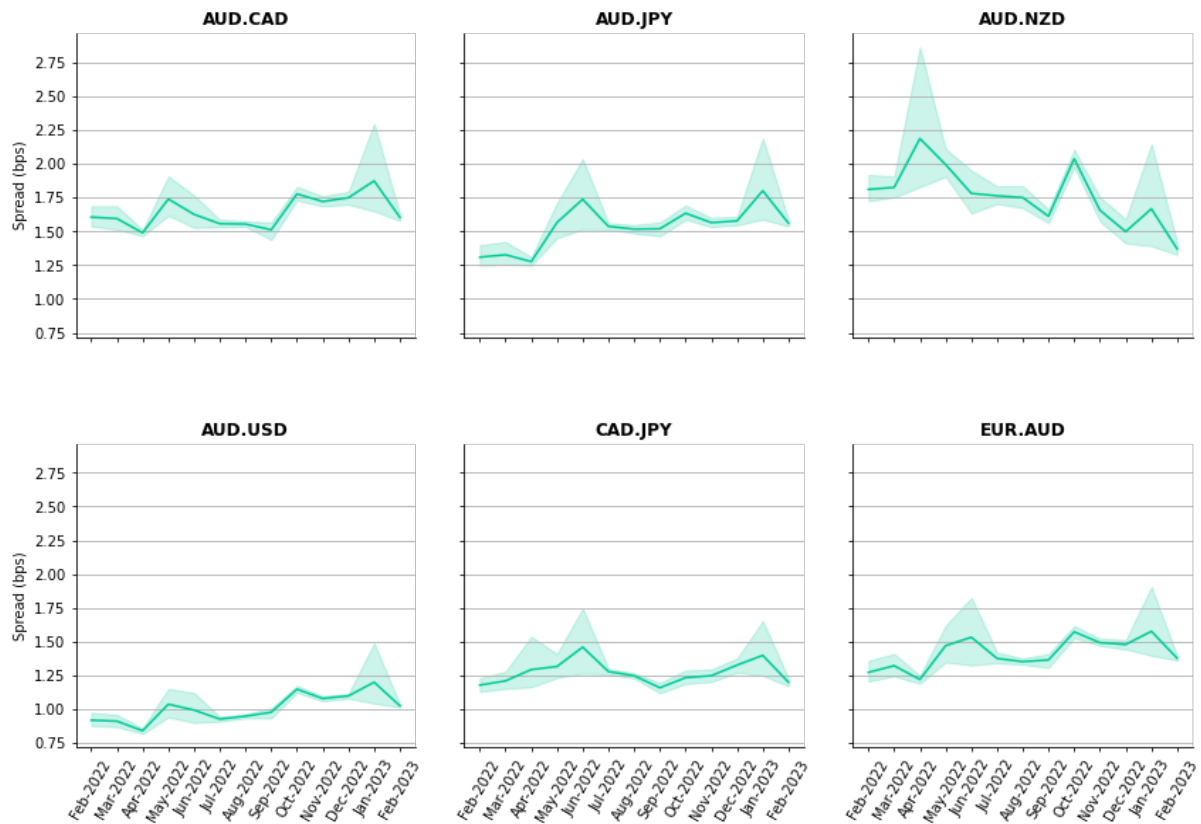 AUD.CAD AUD.JPY AUD.NZD
Spread (bps)
2.75
2.50
2.25
2.00
1.75
1.50
1.25
1.00
0.75
AUD.USD CAD.JPY EUR.AUD
Spread (bps)
2.75
2.50
2.25
2.00
1.75
1.50
1.25
1.00
0.75
Feb-2022 Mar-2022 Apr-2022 May-2022 Jun-2022 Jul-2022 Aug-2022 Sep-2022 Oct-2022 Nov-2022 Dec-2022 Jan-2023 Feb-2023
Feb-2022 Mar-2022 Apr-2022 May-2022 Jun-2022 Jul-2022 Aug-2022 Sep-2022 Oct-2022 Nov-2022 Dec-2022 Jan-2023 Feb-2023
Feb-2022 Mar-2022 Apr-2022 May-2022 Jun-2022 Jul-2022 Aug-2022 Sep-2022 Oct-2022 Nov-2022 Dec-2022 Jan-2023 Feb-2023